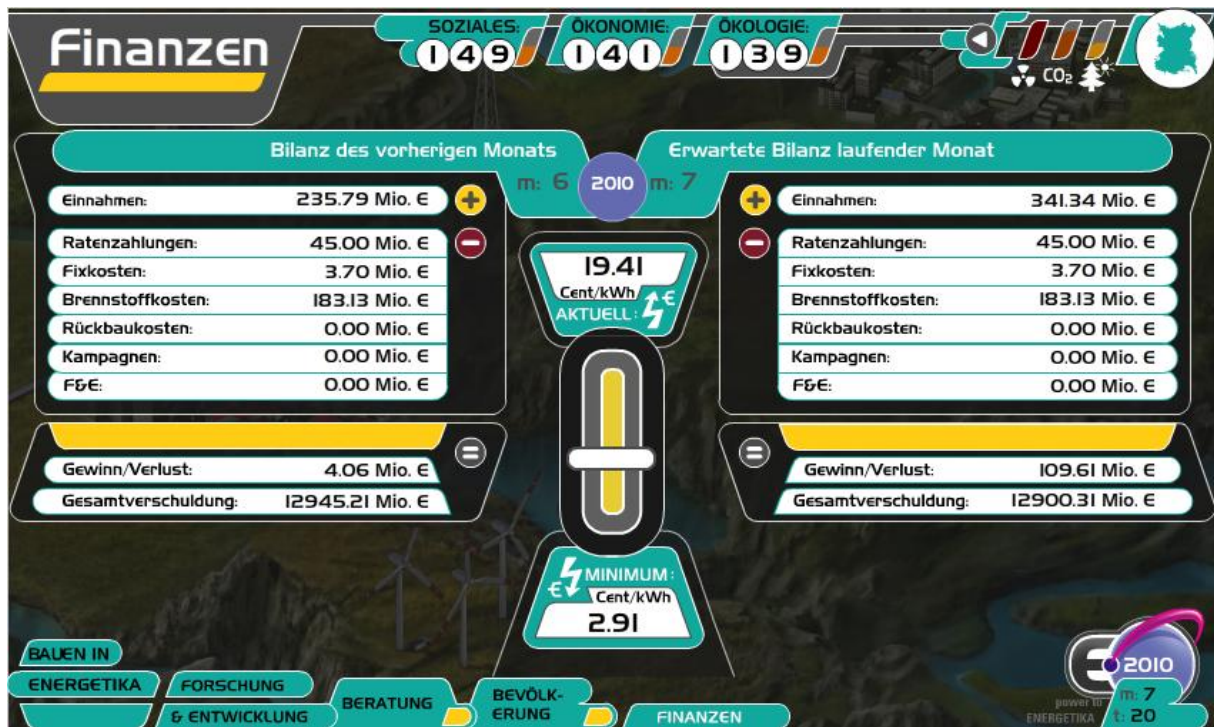 Finanzen
SOZIALES: ÖKONOMIE: ÖKOLOGIE:
149 141 139
CO₂
Bilanz des vorherigen Monats
Erwartete Bilanz laufender Monat
m: 6 2010 m: 7
Einnahmen: 235.79 Mio. €
Ratenzahlungen: 45.00 Mio. €
Fixkosten: 3.70 Mio. €
Brennstoffkosten: 183.13 Mio. €
Rückbaukosten: 0.00 Mio. €
Kampagnen: 0.00 Mio. €
F&E: 0.00 Mio. €
Gewinn/Verlust: 4.06 Mio. €
Gesamtverschuldung: 12945.21 Mio. €
19.41
Cent/kWh
AKTUELL: €
€ MINIMUM:
Cent/kWh
2.91
Einnahmen: 341.34 Mio. €
Ratenzahlungen: 45.00 Mio. €
Fixkosten: 3.70 Mio. €
Brennstoffkosten: 183.13 Mio. €
Rückbaukosten: 0.00 Mio. €
Kampagnen: 0.00 Mio. €
F&E: 0.00 Mio. €
Gewinn/Verlust: 109.61 Mio. €
Gesamtverschuldung: 12900.31 Mio. €
BAUEN IN
ENERGETIKA
FORSCHUNG
& ENTWICKLUNG
BERATUNG
BEVÖLK-
ERUNG
FINANZEN
2010
power to
ENERGETIKA
m: 7
t: 20